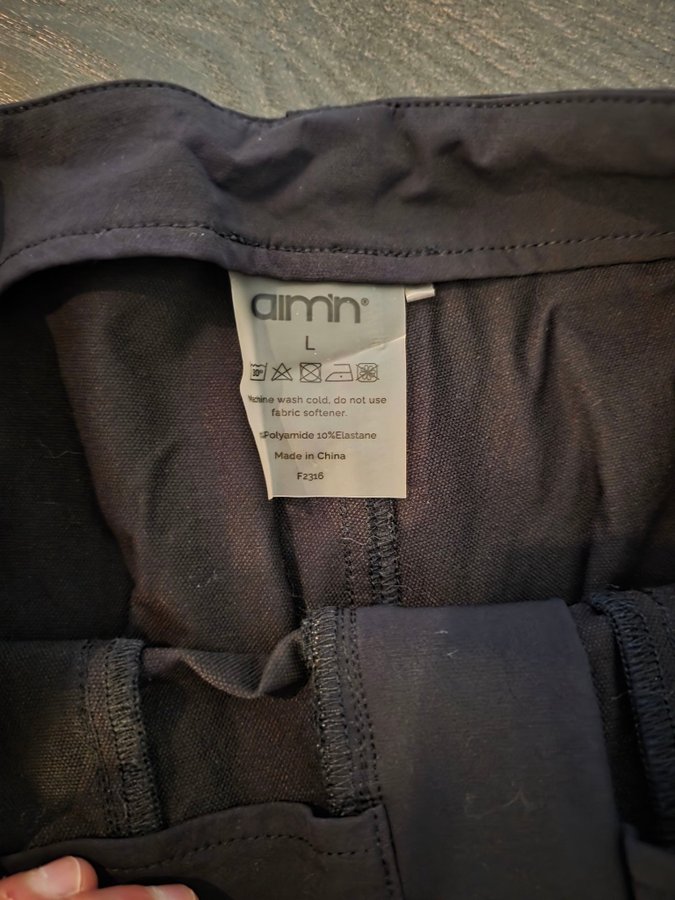 aim'n®
L
Machine wash cold, do not use
fabric softener.
%Polyamide 10%Elastane
Made in China
F2316